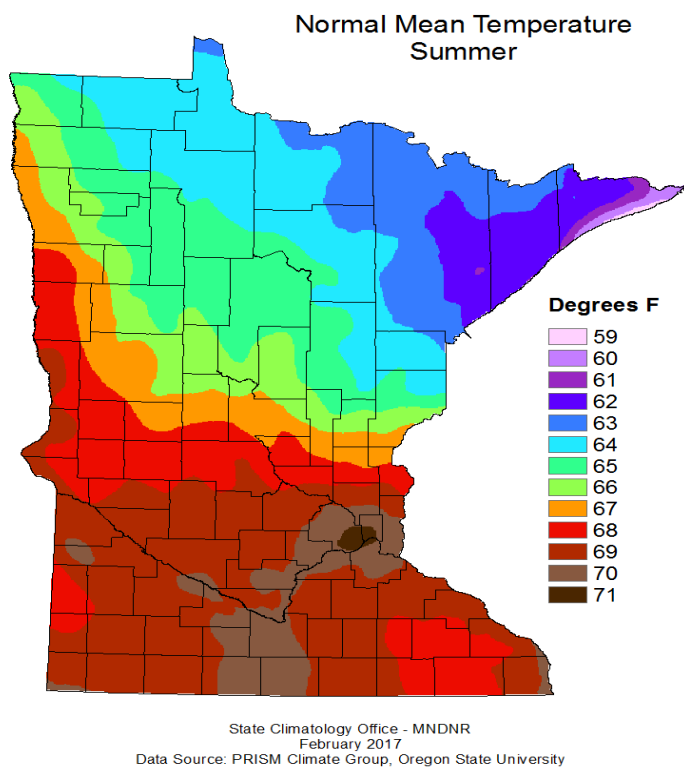 Normal Mean Temperature
Summer
Degrees F
59
60
61
62
63
64
65
66
67
68
69
70
71
State Climatology Office - MNDNR
February 2017
Data Source: PRISM Climate Group, Oregon State University